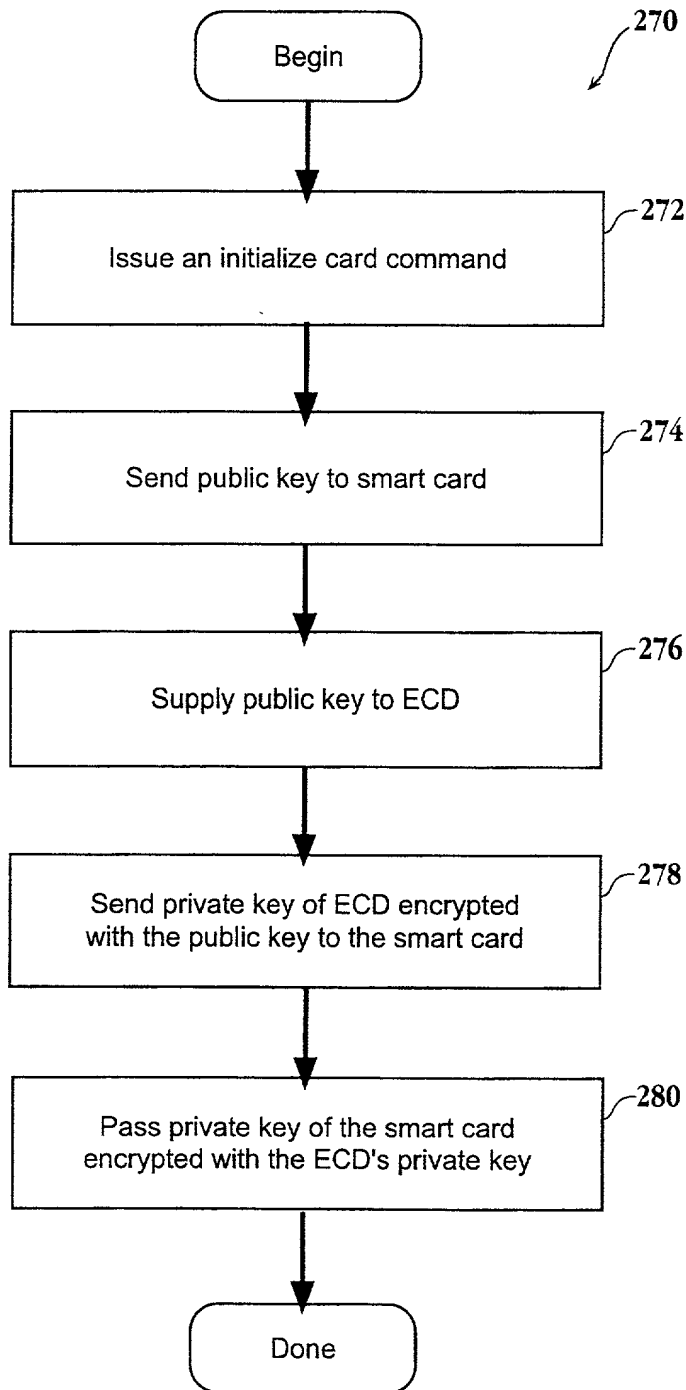 Begin
270
Issue an initialize card command
272
Send public key to smart card
274
Supply public key to ECD
276
Send private key of ECD encrypted
with the public key to the smart card
278
Pass private key of the smart card
encrypted with the ECD's private key
280
Done